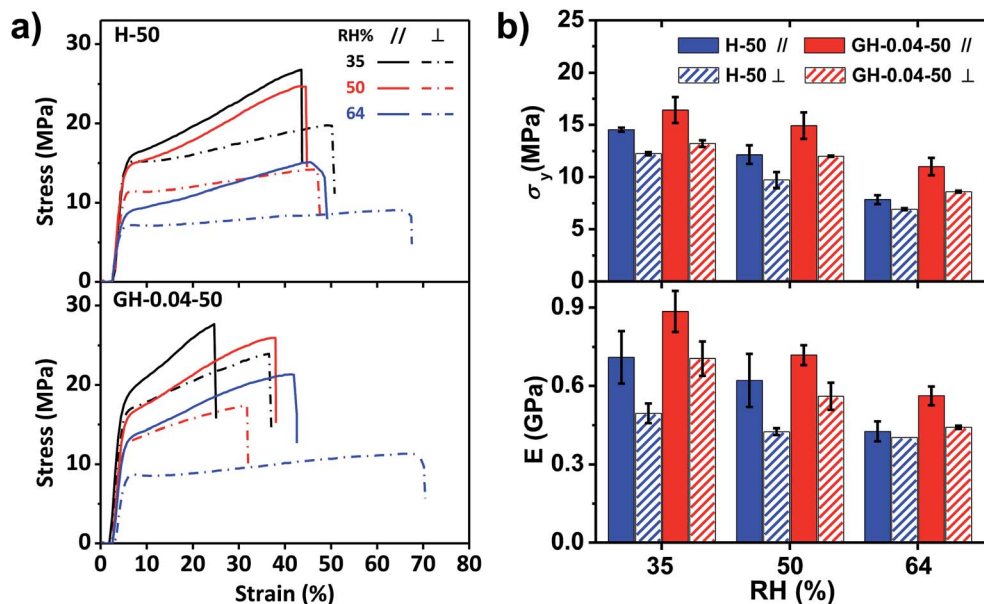 a)
H-50
RH% // ⊥
35
50
64
30
20
10
0
Stress (MPa)
GH-0.04-50
30
20
10
0
Stress (MPa)
0 10 20 30 40 50 60 70 80
Strain (%)
b)
H-50 // GH-0.04-50 //
H-50 ⊥ GH-0.04-50 ⊥
25
20
15
10
5
0
σy(MPa)
0.9
0.6
0.3
0.0
E (GPa)
35 50 64
RH (%)